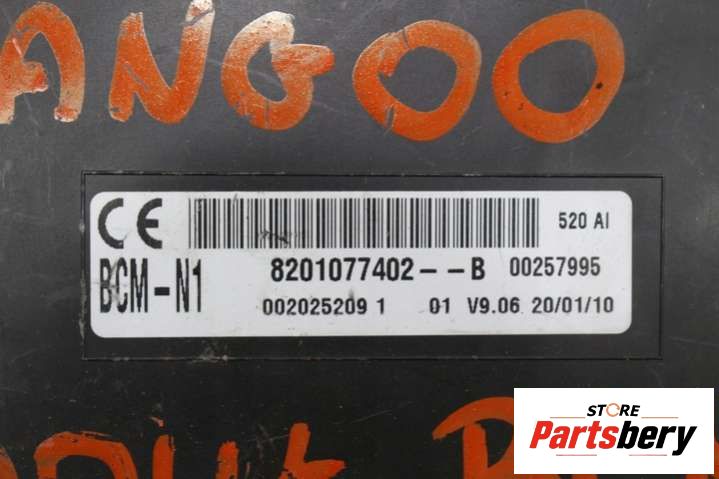 ANGOO
520 AI
CE
BCM-N1 8201077402--B 00257995
002025209 1 01 V9.06 20/01/10
STORE
Partsbery